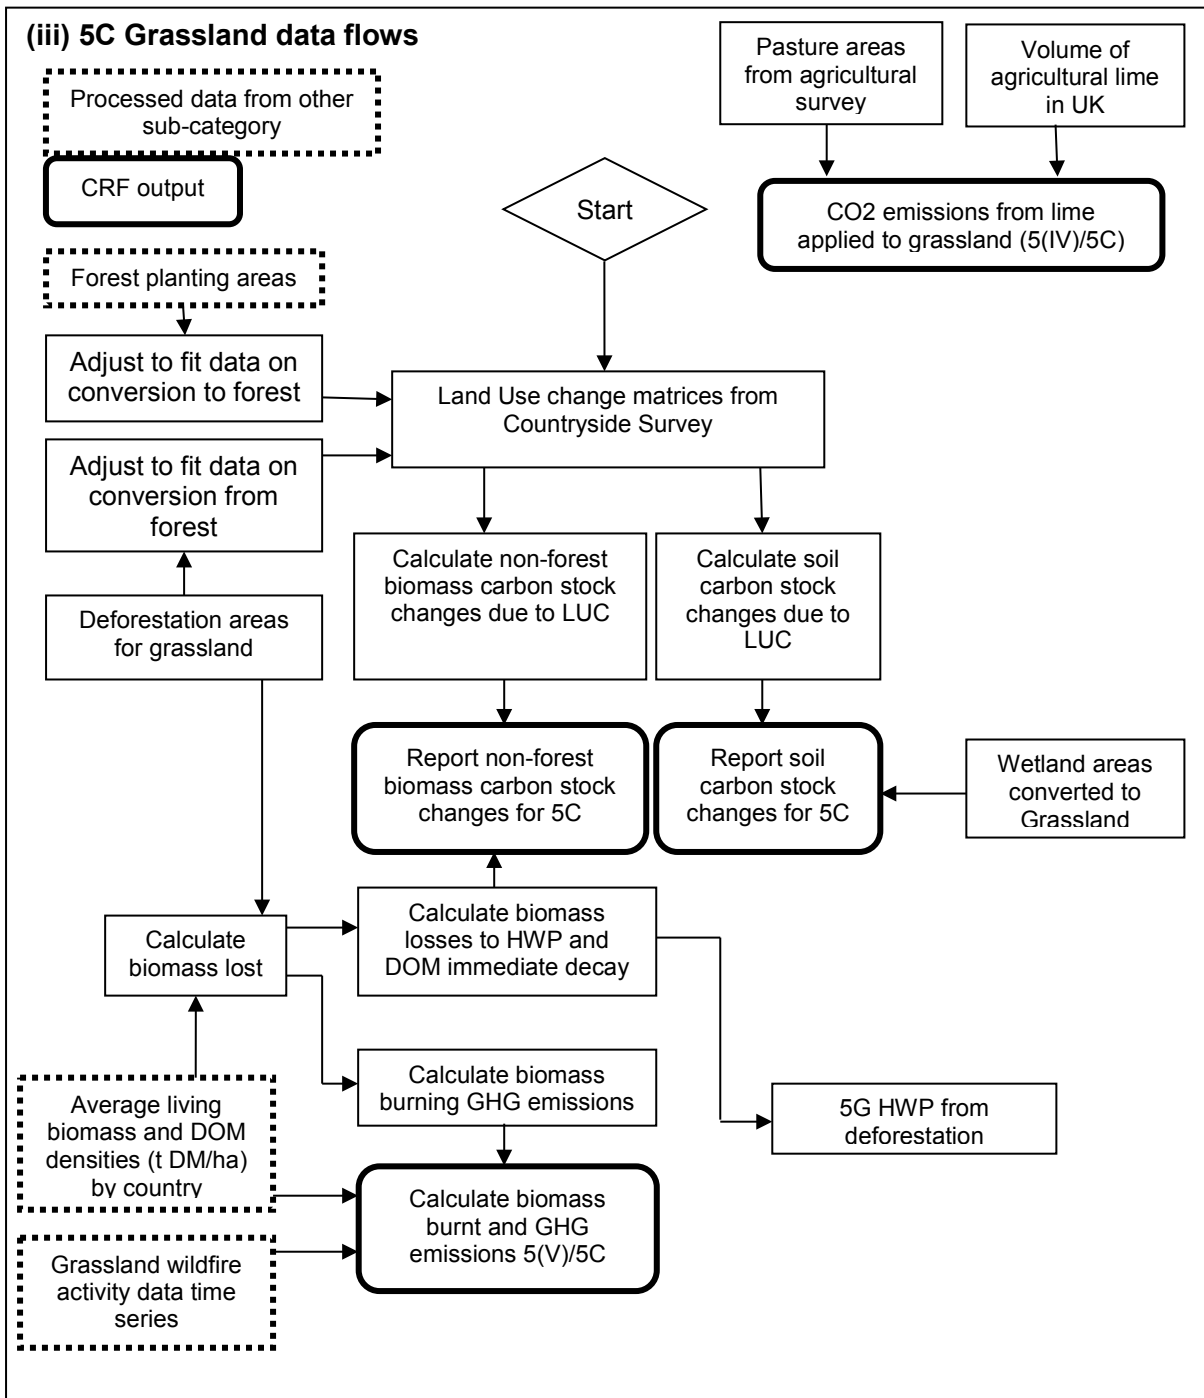 (iii) 5C Grassland data flows
Processed data from other
sub-category
CRF output
Pasture areas
from agricultural
survey
Volume of
agricultural lime
in UK
CO2 emissions from lime
applied to grassland (5(IV)/5C)
Start
Forest planting areas
Adjust to fit data on
conversion to forest
Land Use change matrices from
Countryside Survey
Adjust to fit data on
conversion from
forest
Deforestation areas
for grassland
Calculate non-forest
biomass carbon stock
changes due to LUC
Calculate soil
carbon stock
changes due to
LUC
Report non-forest
biomass carbon stock
changes for 5C
Report soil
carbon stock
changes for 5C
Wetland areas
converted to
Grassland
Calculate
biomass lost
Calculate biomass
losses to HWP and
DOM immediate decay
Calculate biomass
burning GHG emissions
5G HWP from
deforestation
Average living
biomass and DOM
densities (t DM/ha)
by country
Calculate biomass
burnt and GHG
emissions 5(V)/5C
Grassland wildfire
activity data time
series